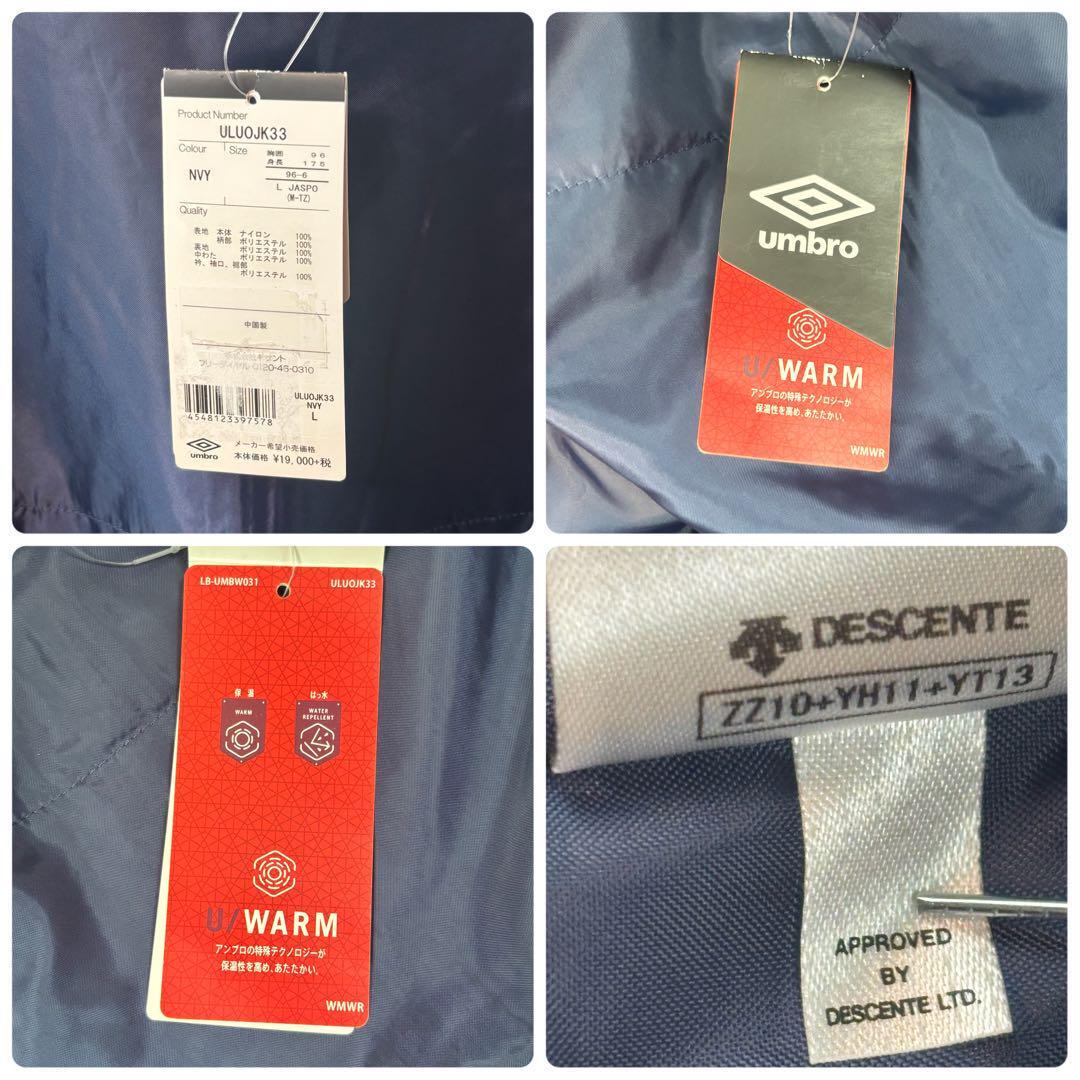 Product Number
ULUOJK33
Colour Size 胸囲 96
身長 175
NVY 96-6
L JASPO
(M-TZ)
Quality
表地 本体 ナイロン 100%
柄部 ポリエステル 100%
裏地 ポリエステル 100%
中わた ポリエステル 100%
衿、袖口、裾部
ポリエステル 100%
中国製
フリーダイヤル 0120-46-0310
ULUOJK33
NVY
L
4548123397578
umbro
メーカー希望小売価格
本体価格 ¥19,000+税
umbro
U/WARM
アンブロの特殊テクノロジーが
保温性を高め、あたたかい。
WMWR
LB-UMBW031 ULUOJK33
保温 はっ水
WARM WATER
REPELLENT
U/WARM
アンブロの特殊テクノロジーが
保温性を高め、あたたかい。
WMWR
DESCENTE
ZZ10+YH11+YT13
APPROVED
BY
DESCENTE LTD.